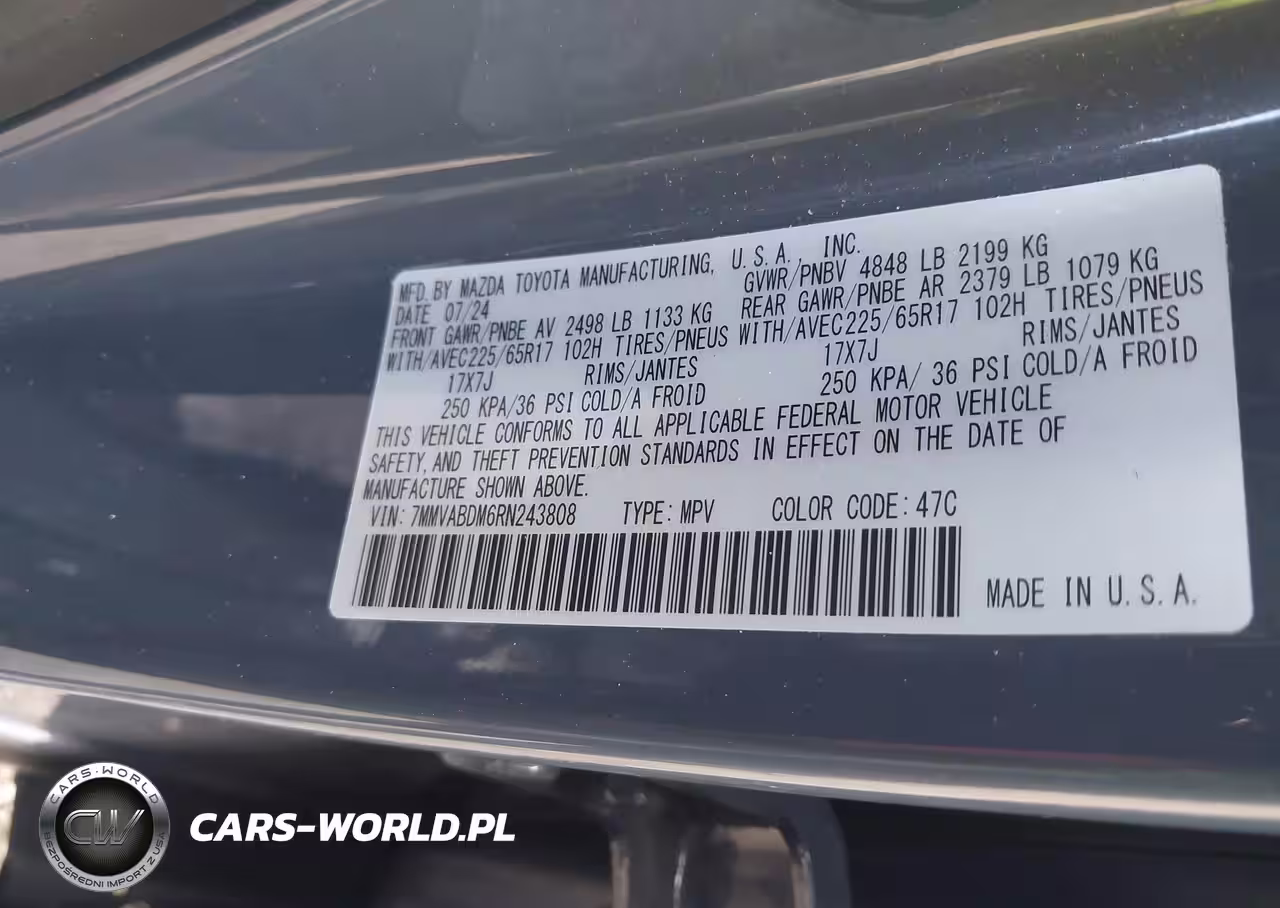 MFD. BY MAZDA TOYOTA MANUFACTURING, U.S.A., INC.
DATE 07/24 GVWR/PNBV 4848 LB 2199 KG
FRONT GAWR/PNBE AV 2498 LB 1133 KG REAR GAWR/PNBE AR 2379 LB 1079 KG
WITH/AVEC225/65R17 102H TIRES/PNEUS WITH/AVEC225/65R17 102H TIRES/PNEUS
17X7J RIMS/JANTES 17X7J RIMS/JANTES
250 KPA/36 PSI COLD/A FROID 250 KPA/ 36 PSI COLD/A FROID
THIS VEHICLE CONFORMS TO ALL APPLICABLE FEDERAL MOTOR VEHICLE
SAFETY, AND THEFT PREVENTION STANDARDS IN EFFECT ON THE DATE OF
MANUFACTURE SHOWN ABOVE.
VIN: 7MMVABDM6RN243808 TYPE: MPV COLOR CODE: 47C
MADE IN U.S.A.
CARS-WORLD
CW
BEZPOŚREDNI IMPORT Z USA
CARS-WORLD.PL